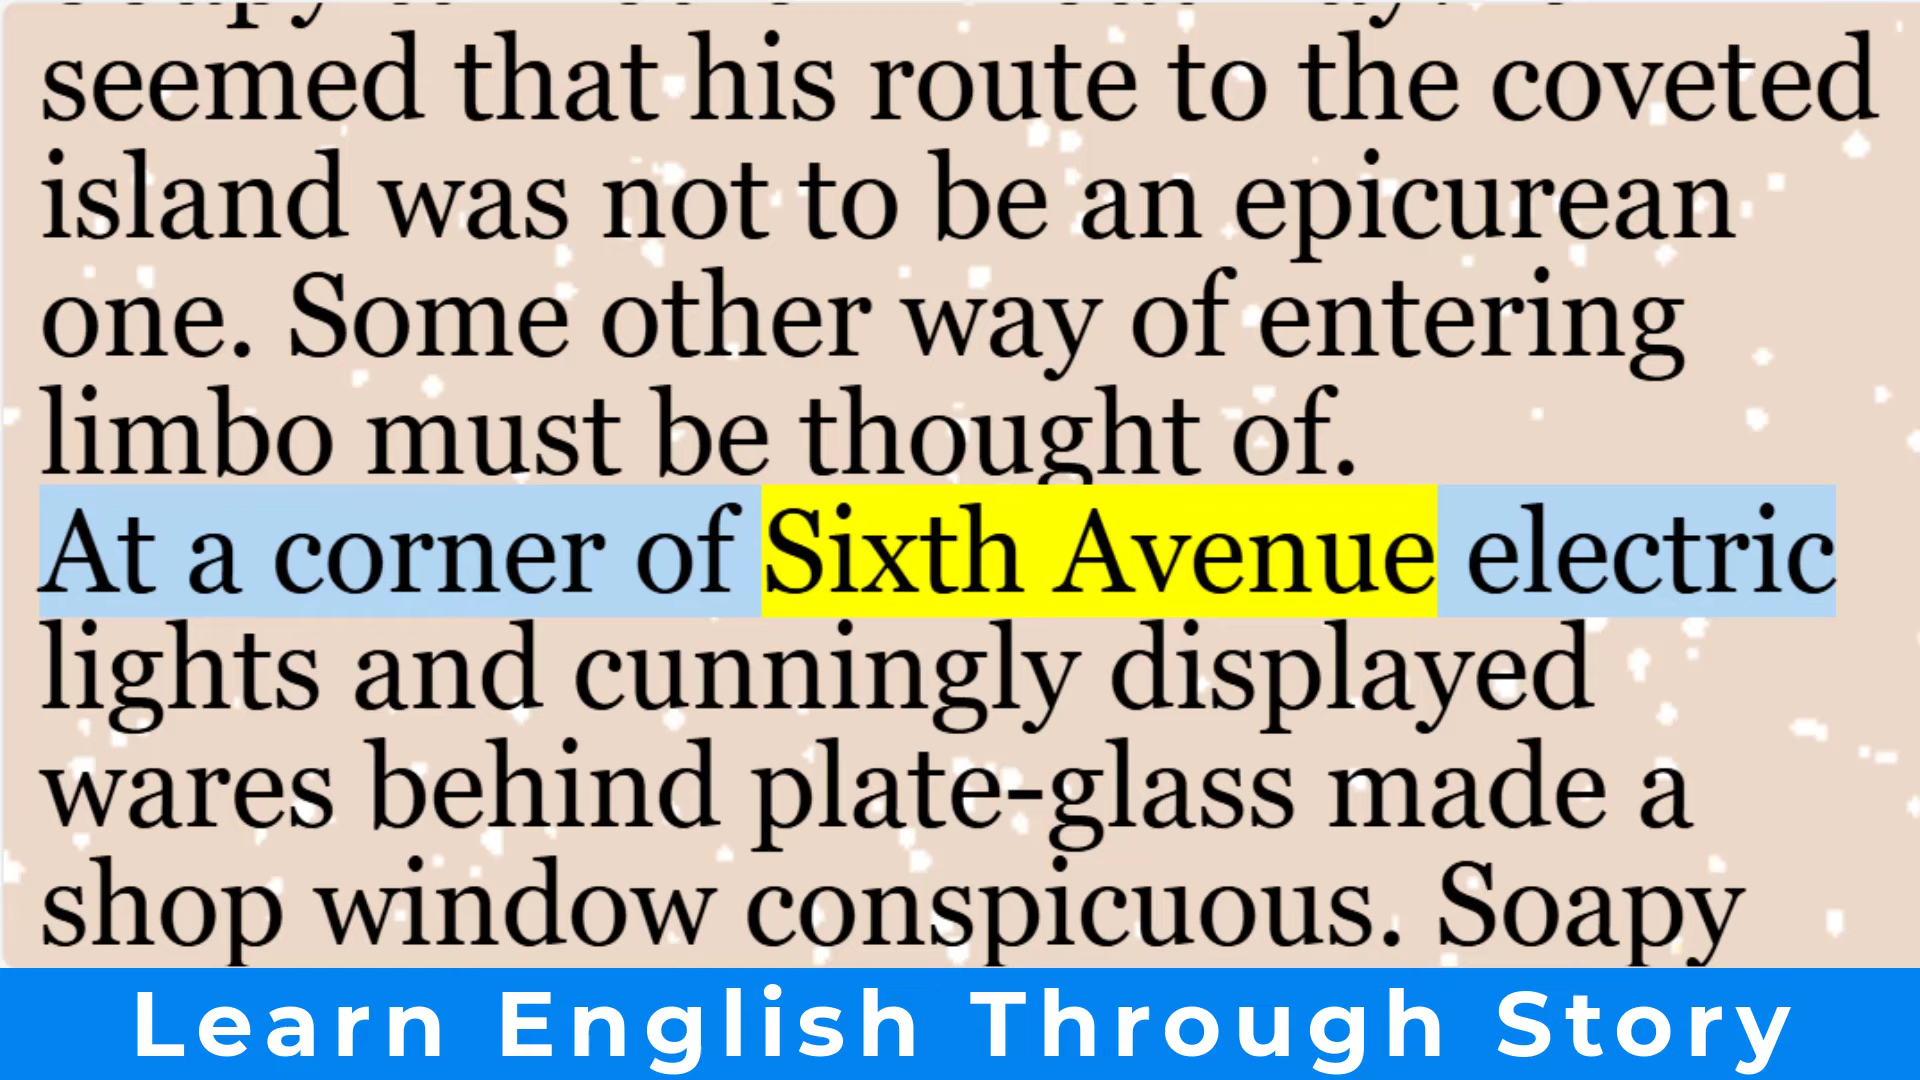 seemed that his route to the coveted
island was not to be an epicurean
one. Some other way of entering
limbo must be thought of.
At a corner of Sixth Avenue electric
lights and cunningly displayed
wares behind plate-glass made a
shop window conspicuous. Soapy
Learn English Through Story